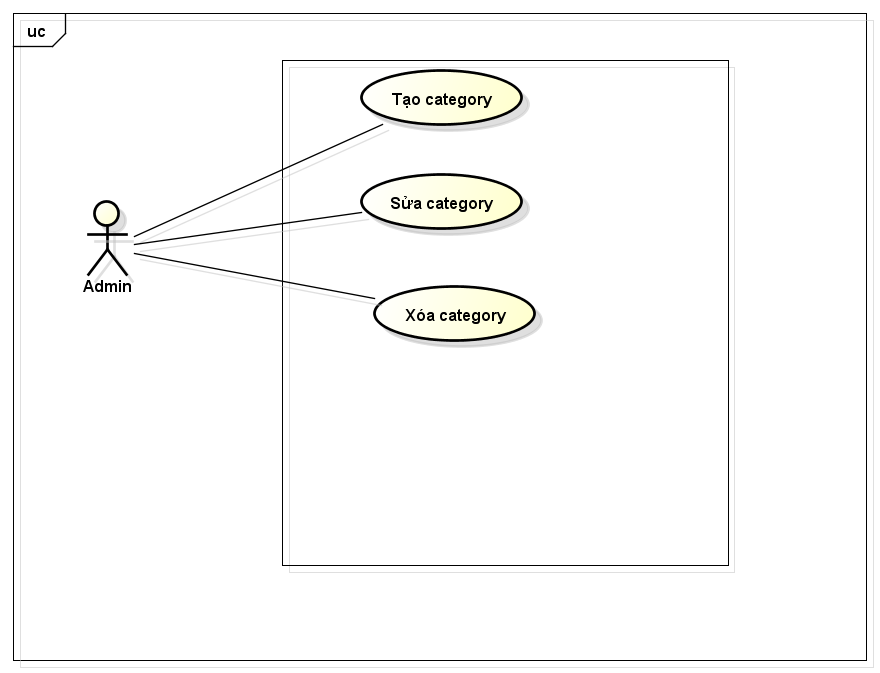 uc
Tạo category
Sửa category
Admin
Xóa category